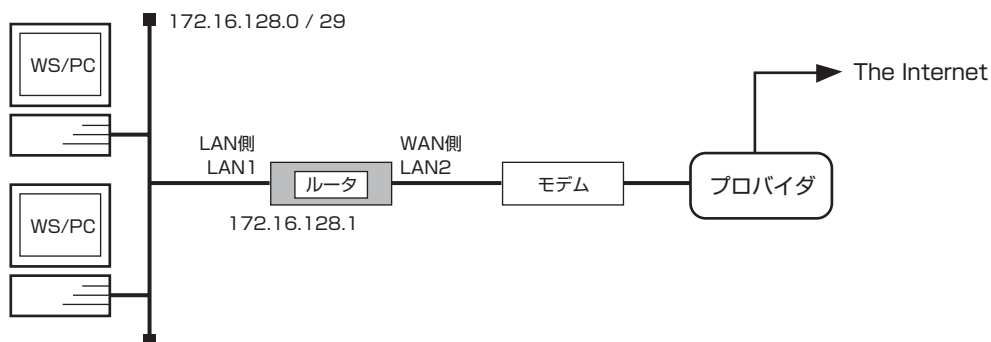 172.16.128.0 / 29
WS/PC
The Internet
LAN側
LAN1
WAN側
LAN2
ルータ
モデム
プロバイダ
172.16.128.1
WS/PC